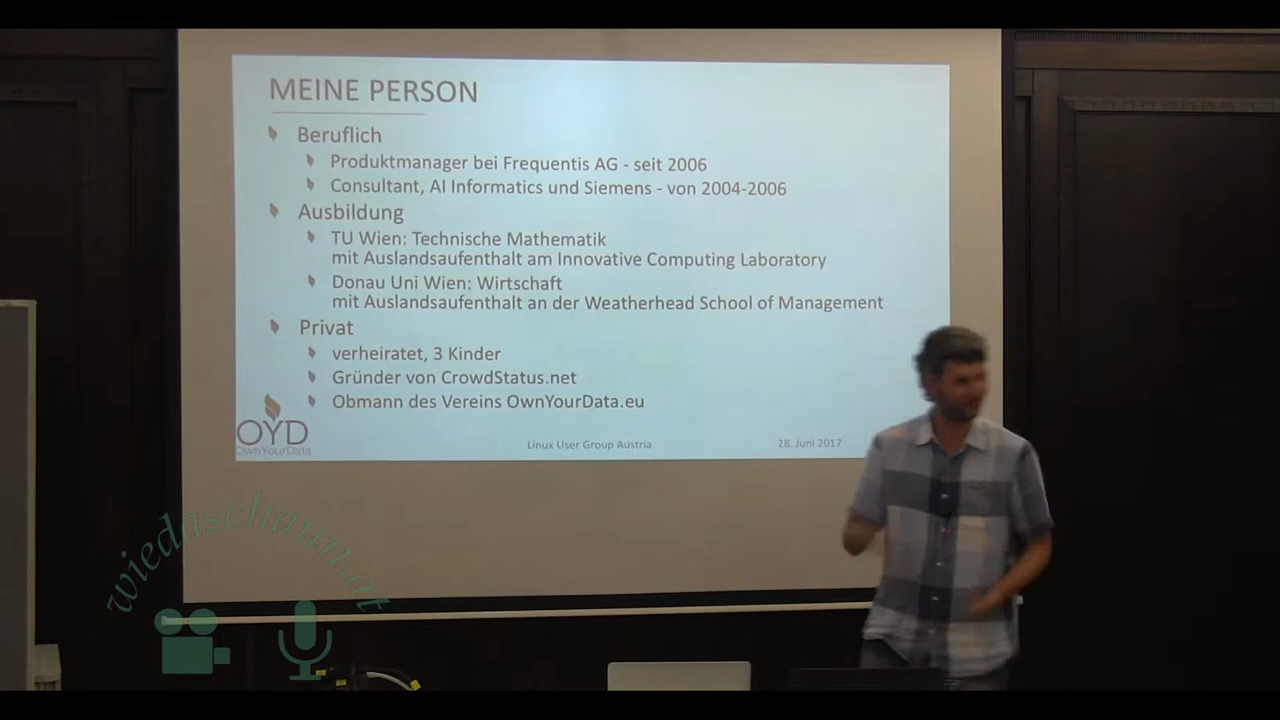 MEINE PERSON
Beruflich
Produktmanager bei Frequentis AG - seit 2006
Consultant, AI Informatics und Siemens - von 2004-2006
Ausbildung
TU Wien: Technische Mathematik
mit Auslandsaufenthalt am Innovative Computing Laboratory
Donau Uni Wien: Wirtschaft
mit Auslandsaufenthalt an der Weatherhead School of Management
Privat
verheiratet, 3 Kinder
Gründer von CrowdStatus.net
Obmann des Vereins OwnYourData.eu
OYD
OwnYourData
Linux User Group Austria
28. Juni 2017
wiedaschaun.at